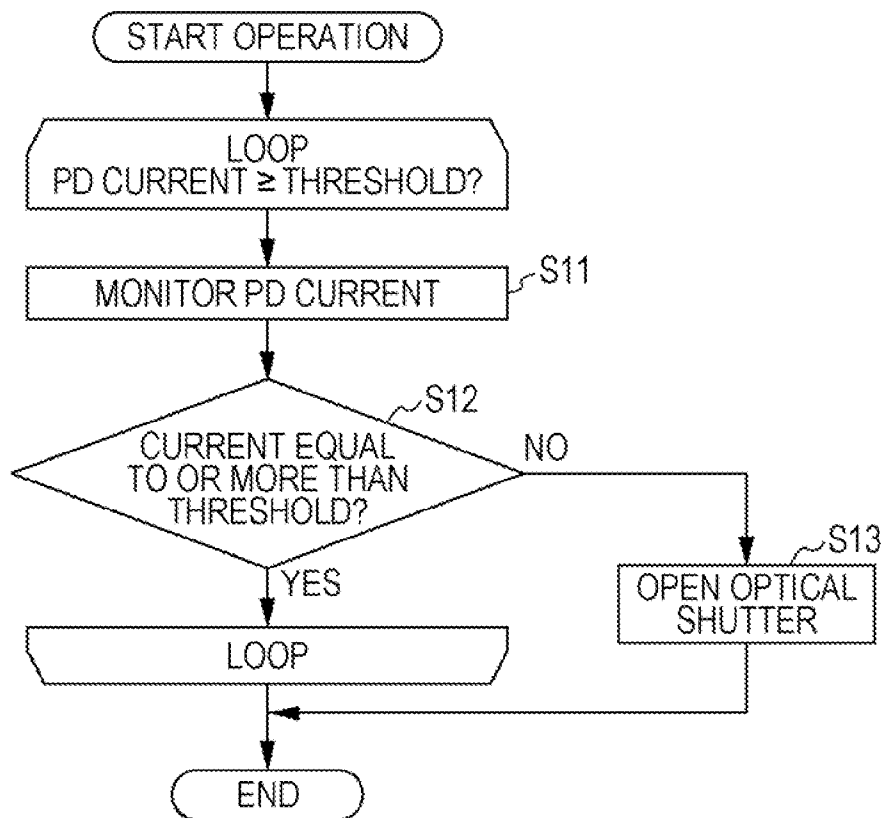 START OPERATION
LOOP
PD CURRENT ≥ THRESHOLD?
MONITOR PD CURRENT
S11
S12
CURRENT EQUAL
TO OR MORE THAN
THRESHOLD?
NO
YES
S13
OPEN OPTICAL
SHUTTER
LOOP
END